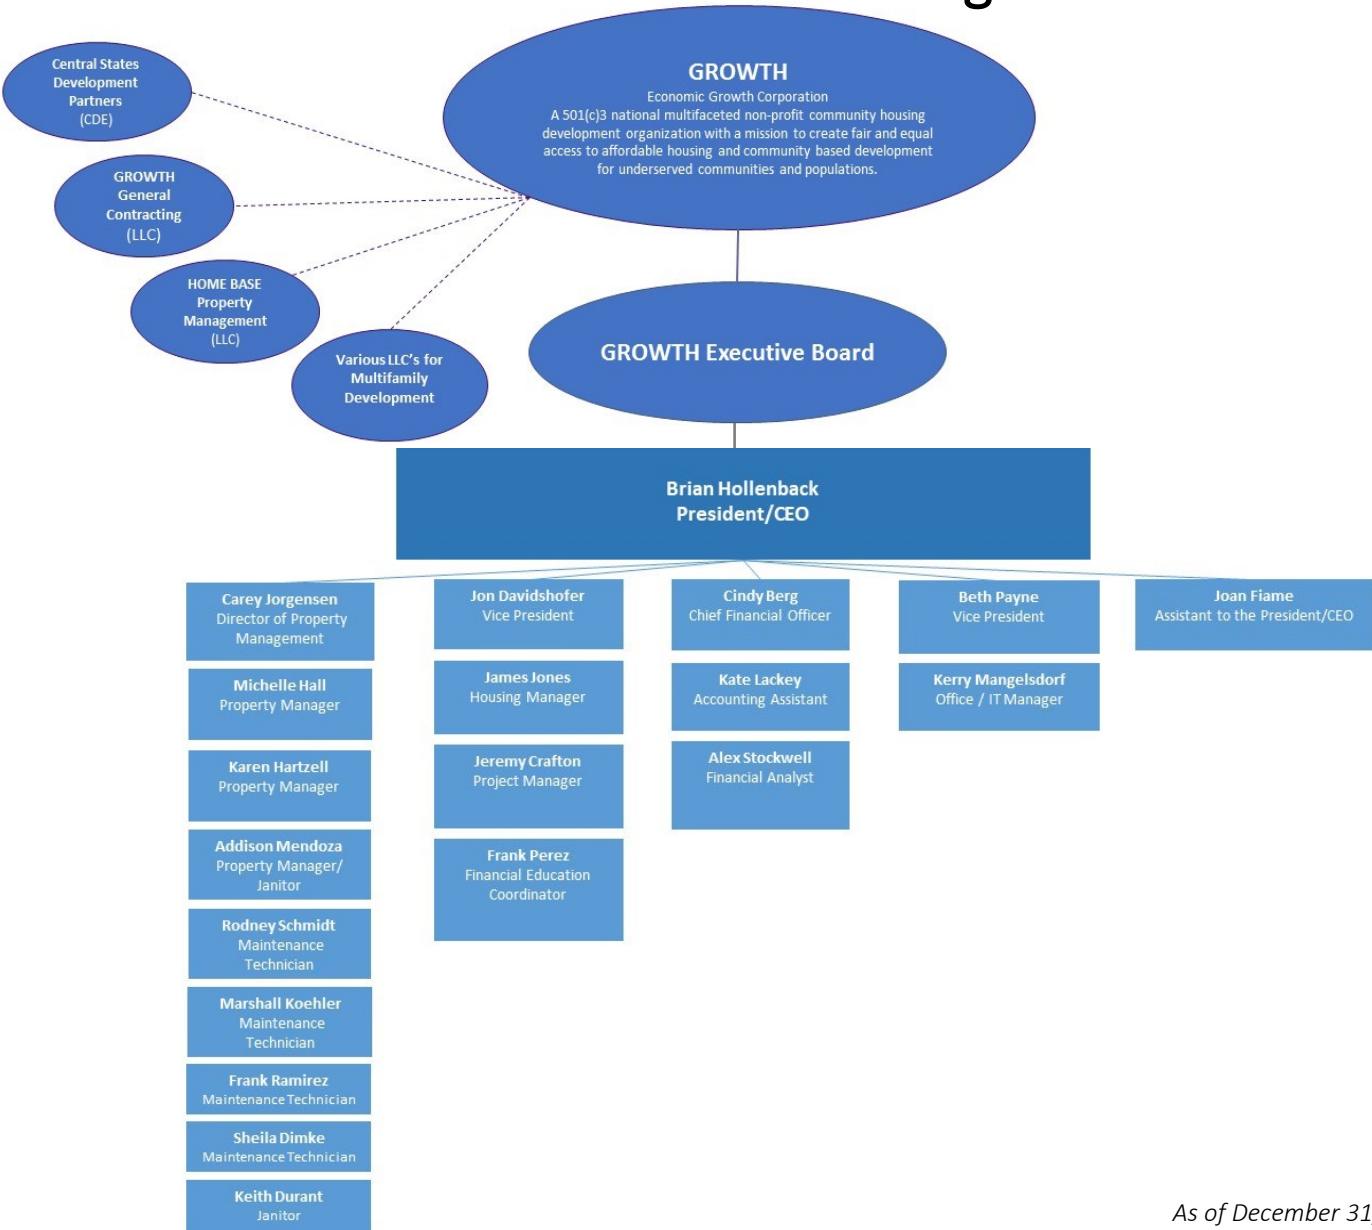 Central States
Development
Partners
(CDE)
GROWTH
Economic Growth Corporation
A 501(c)3 national multifaceted non-profit community housing
development organization with a mission to create fair and equal
access to affordable housing and community based development
for underserved communities and populations.
GROWTH
General
Contracting
(LLC)
HOME BASE
Property
Management
(LLC)
Various LLC's for
Multifamily
Development
GROWTH Executive Board
Brian Hollenback
President/CEO
Carey Jorgensen
Director of Property
Management
Michelle Hall
Property Manager
Karen Hartzell
Property Manager
Addison Mendoza
Property Manager/
Janitor
Rodney Schmidt
Maintenance
Technician
Marshall Koehler
Maintenance
Technician
Frank Ramirez
Maintenance Technician
Sheila Dimke
Maintenance Technician
Keith Durant
Janitor
Jon Davidshofer
Vice President
James Jones
Housing Manager
Jeremy Crafton
Project Manager
Frank Perez
Financial Education
Coordinator
Cindy Berg
Chief Financial Officer
Kate Lackey
Accounting Assistant
Alex Stockwell
Financial Analyst
Beth Payne
Vice President
Kerry Mangelsdorf
Office / IT Manager
Joan Fiame
Assistant to the President/CEO
As of December 31